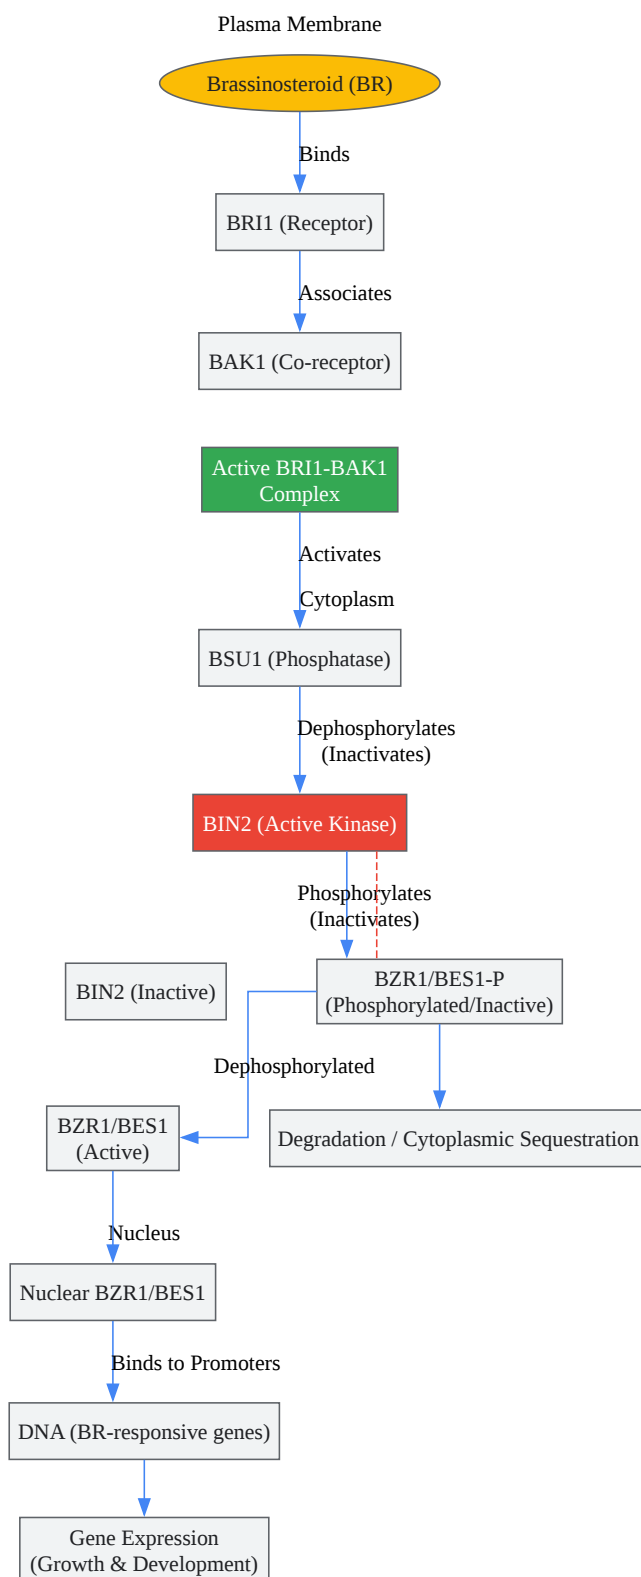 Plasma Membrane
Brassinosteroid (BR)
Binds
BRI1 (Receptor)
Associates
BAK1 (Co-receptor)
Active BRI1-BAK1
Complex
Activates
Cytoplasm
BSU1 (Phosphatase)
Dephosphorylates
(Inactivates)
BIN2 (Active Kinase)
Phosphorylates
(Inactivates)
BIN2 (Inactive)
BZR1/BES1-P
(Phosphorylated/Inactive)
Dephosphorylated
BZR1/BES1
(Active)
Degradation / Cytoplasmic Sequestration
Nucleus
Nuclear BZR1/BES1
Binds to Promoters
DNA (BR-responsive genes)
Gene Expression
(Growth & Development)